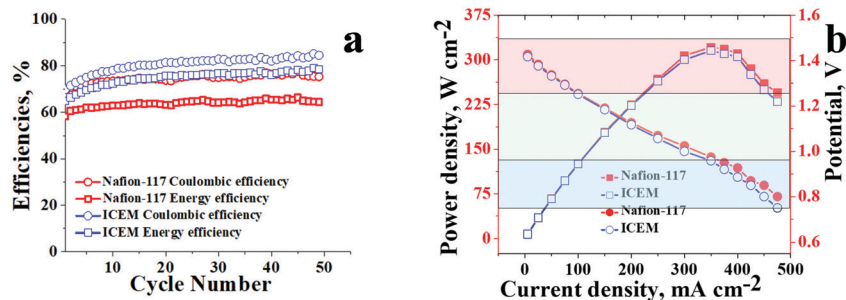 a
100
80
60
40
20
0
Efficiencies, %
Nafion-117 Coulombic efficiency
Nafion-117 Energy efficiency
ICEM Coulombic efficiency
ICEM Energy efficiency
10
20
30
40
50
Cycle Number
b
375
300
225
150
75
0
Power density, W cm-2
1.5
1.4
1.2
1.0
0.8
0.6
Potential, V
Nafion-117
ICEM
Nafion-117
ICEM
0
100
200
300
400
500
Current density, mA cm-2